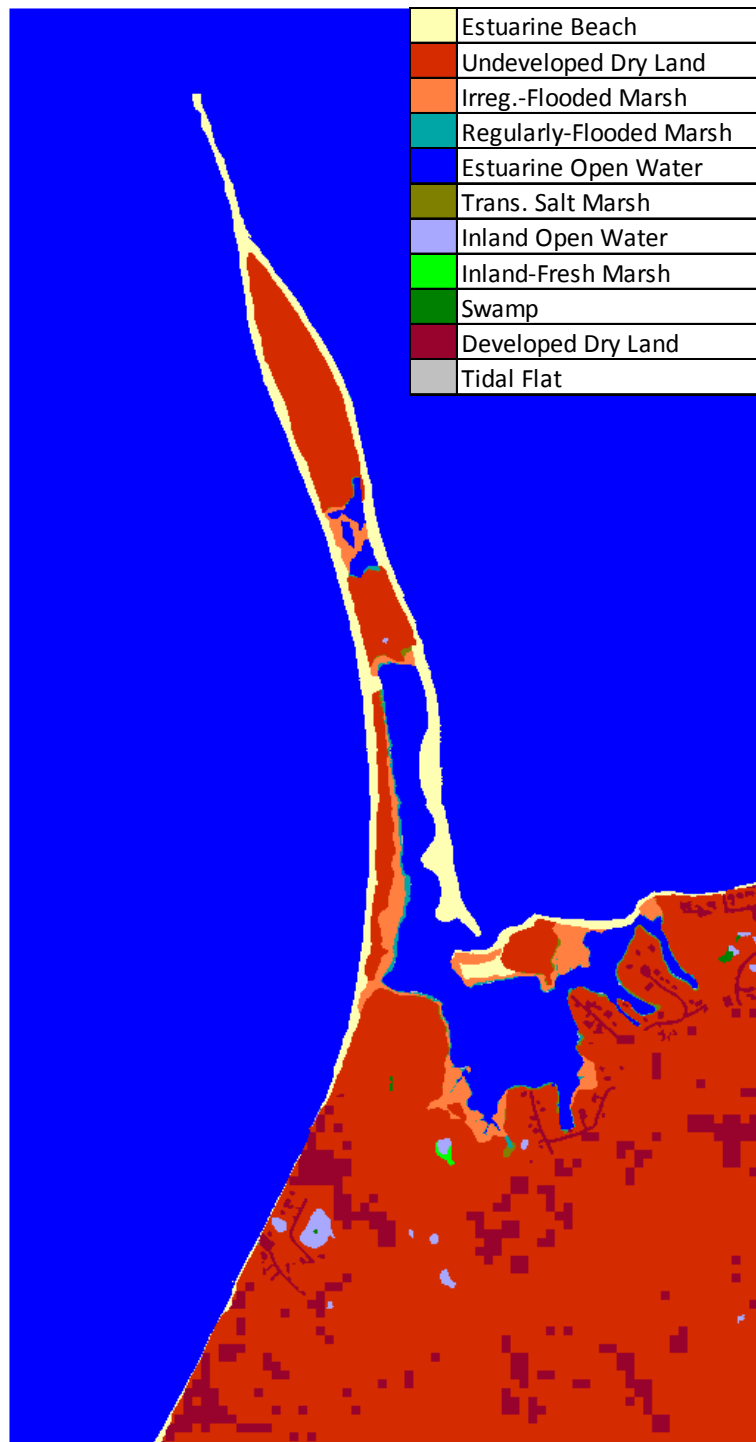 Estuarine Beach
Undeveloped Dry Land
Irreg.-Flooded Marsh
Regularly-Flooded Marsh
Estuarine Open Water
Trans. Salt Marsh
Inland Open Water
Inland-Fresh Marsh
Swamp
Developed Dry Land
Tidal Flat